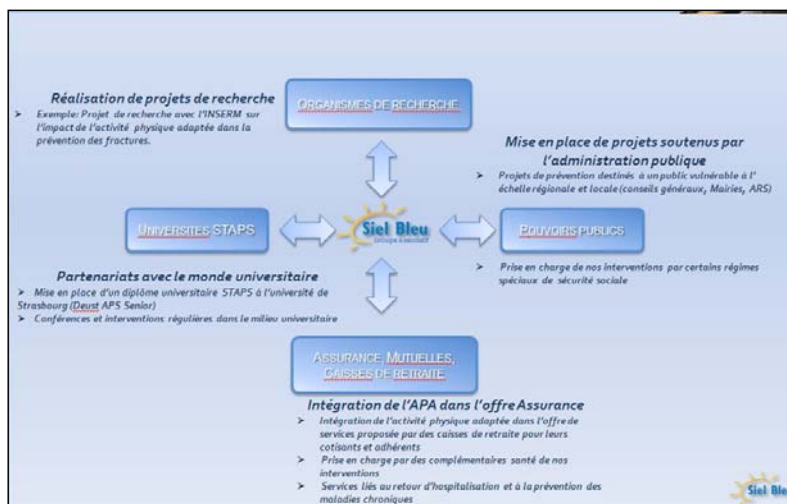 Réalisation de projets de recherche
➤ Exemple: Projet de recherche avec l'INSERM sur
l'impact de l'activité physique adaptée dans la
prévention des fractures.
ORGANISMES DE RECHERCHE
Mise en place de projets soutenus par
l'administration publique
➤ Projets de prévention destinés à un public vulnérable à l'
échelle régionale et locale (conseils généraux, Mairies, ARS)
UNIVERSITES STAPS
Siel Bleu
Groupe Associatif
POUVOIRS PUBLICS
Partenariats avec le monde universitaire
➤ Mise en place d'un diplôme universitaire STAPS à l'université de
Strasbourg (Deust APS Senior)
➤ Conférences et interventions régulières dans le milieu universitaire
➤ Prise en charge de nos interventions par certains régimes
spéciaux de sécurité sociale
ASSURANCE, MUTUELLES,
CAISSES DE RETRAITE
Intégration de l'APA dans l'offre Assurance
➤ Intégration de l'activité physique adaptée dans l'offre de
services proposée par des caisses de retraite pour leurs
cotisants et adhérents
➤ Prise en charge par des complémentaires santé de nos
interventions
➤ Services liés au retour d'hospitalisation et à la prévention des
maladies chroniques
Siel Bleu